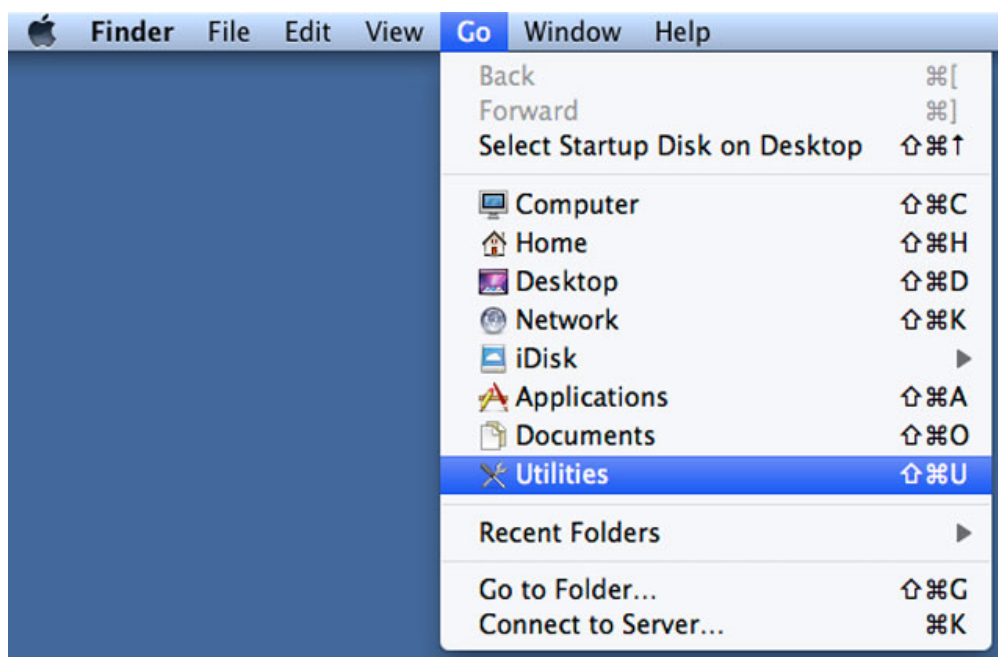 Finder File Edit View Go Window Help
Back ⌘[
Forward ⌘]
Select Startup Disk on Desktop ⇧⌘↑
Computer ⇧⌘C
Home ⇧⌘H
Desktop ⇧⌘D
Network ⇧⌘K
iDisk ▶
Applications ⇧⌘A
Documents ⇧⌘O
Utilities ⇧⌘U
Recent Folders ▶
Go to Folder... ⇧⌘G
Connect to Server... ⌘K